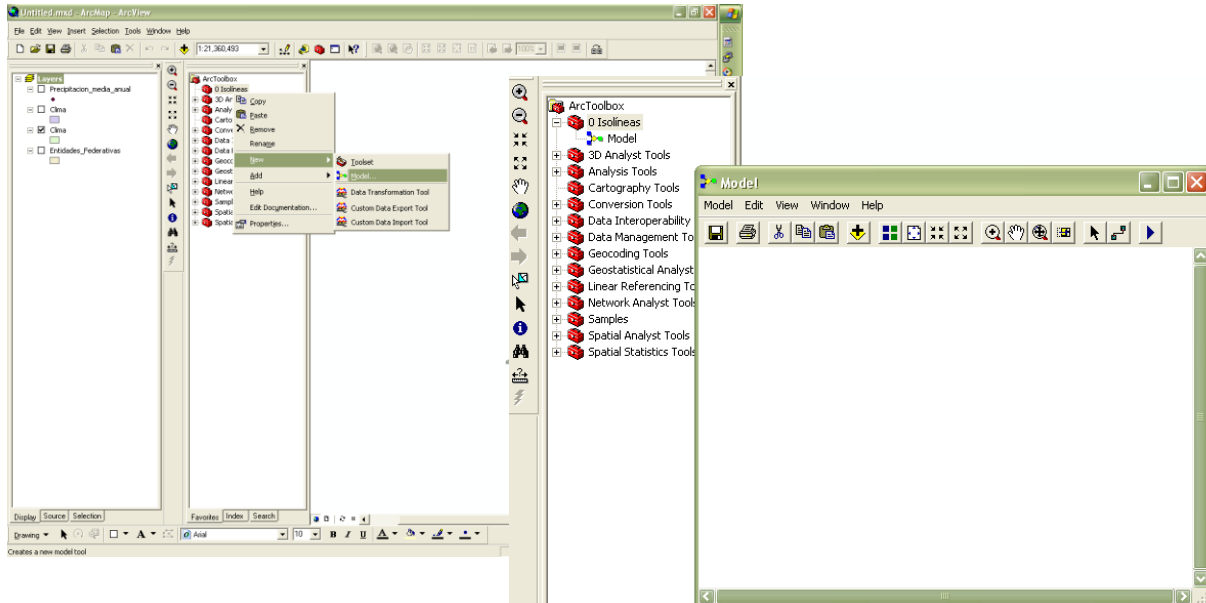 Untitled.mxd - ArcMap - ArcView
File Edit View Insert Selection Tools Window Help
1:21,360,493
100%
Layers
Precipitacion_media_anual
Clima
Clima
Entidades_Federativas
Display Source Selection
ArcToolbox
0 Isolineas
3D Ar
Analy
Carto
Conve
Data
Data
Geocc
Geost
Linear
Netwo
Sampl
Spatia
Spatia
Copy
Paste
Remove
Rename
New
Add
Help
Edit Documentation...
Properties...
Toolset
Model...
Data Transformation Tool
Custom Data Export Tool
Custom Data Import Tool
Favorites Index Search
Drawing
A
Arial
10
B I U A
Creates a new model tool
ArcToolbox
0 Isolíneas
Model
3D Analyst Tools
Analysis Tools
Cartography Tools
Conversion Tools
Data Interoperability
Data Management To
Geocoding Tools
Geostatistical Analyst
Linear Referencing To
Network Analyst Tools
Samples
Spatial Analyst Tools
Spatial Statistics Tools
Model
Model Edit View Window Help